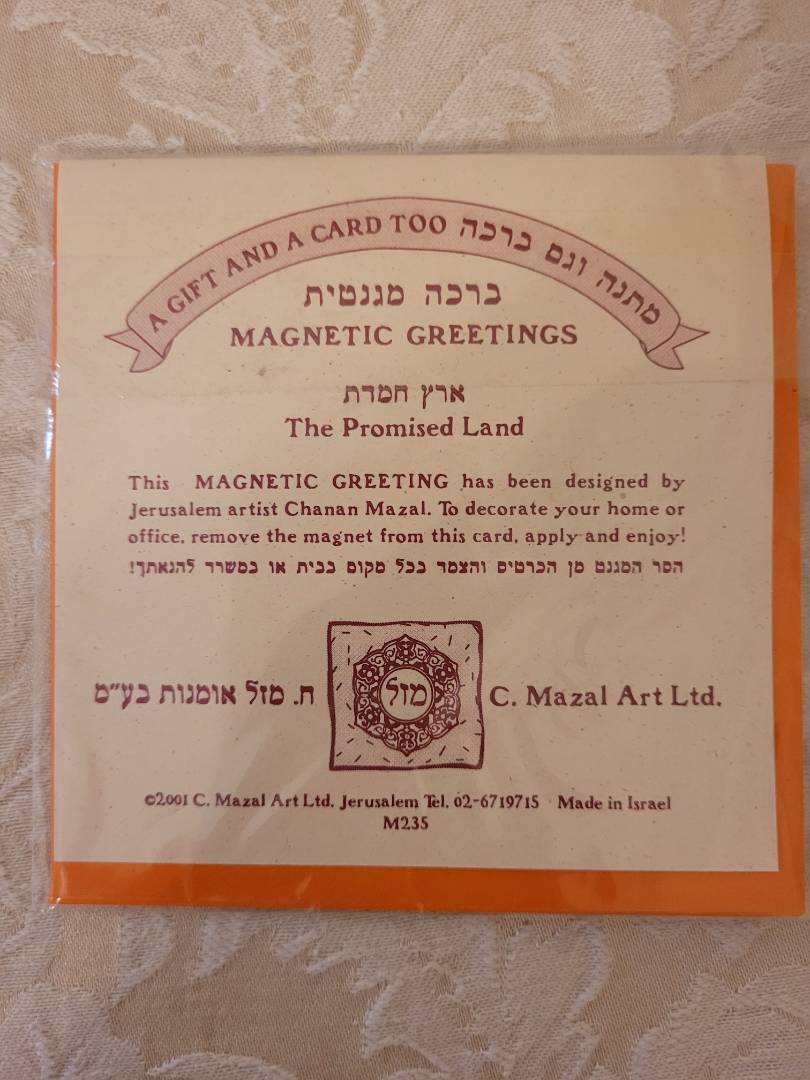 A GIFT AND A CARD TOO מתנה וגם ברכה
ברכה מגנטית
MAGNETIC GREETINGS
ארץ חמדת
The Promised Land
This MAGNETIC GREETING has been designed by
Jerusalem artist Chanan Mazal. To decorate your home or
office, remove the magnet from this card, apply and enjoy!
הסר המגנט מן הכרטיס והצמד בכל מקום בבית או במשרד להנאתך!
ח. מזל אומנות בע"מ
מזל
C. Mazal Art Ltd.
©2001 C. Mazal Art Ltd. Jerusalem Tel. 02-6719715 · Made in Israel
M235